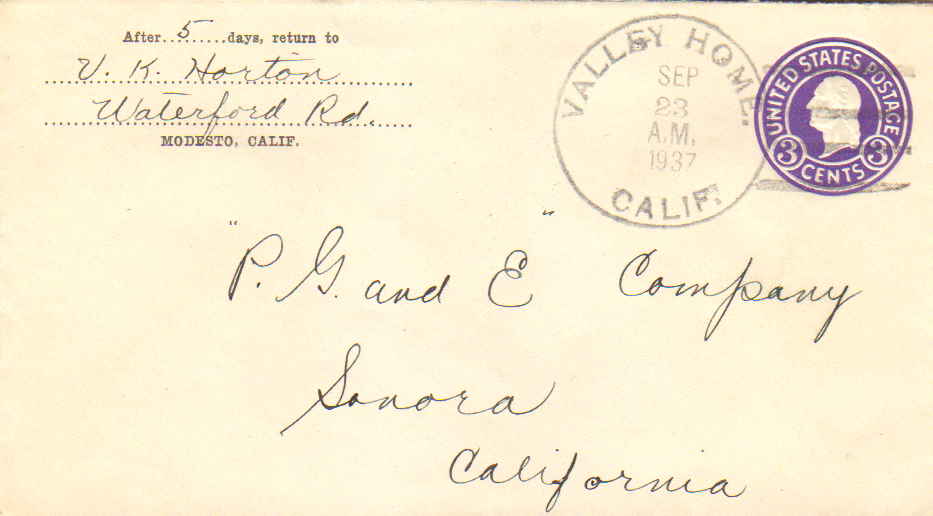 After 5 days, return to
V. K. Horton
Waterford Rd.
MODESTO, CALIF.
VALLEY HOME.
SEP
23
A.M.
1937
CALIF.
UNITED STATES POSTAGE
3 3
CENTS
"P. G. and E" Company
Sonora
California